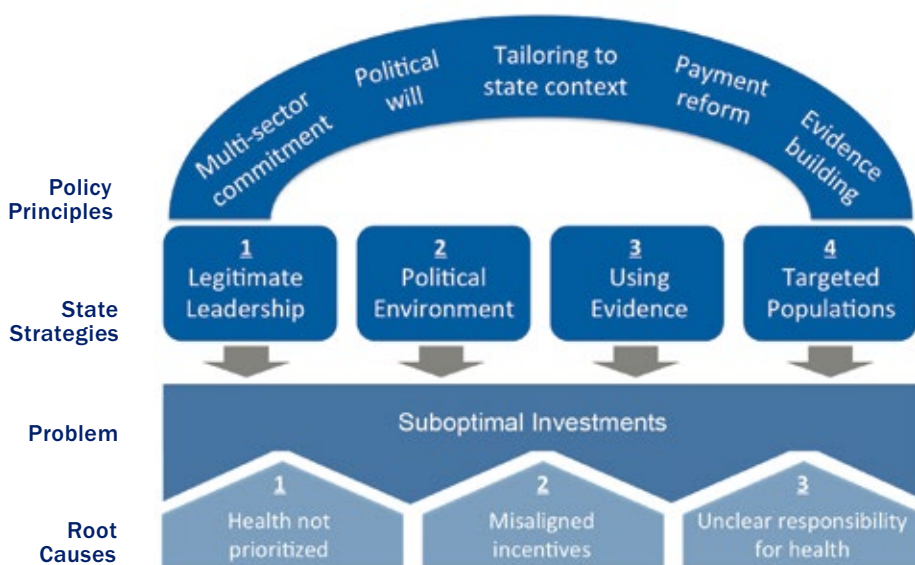 Policy
Principles
Multi-sector
commitment
Political
will
Tailoring to
state context
Payment
reform
Evidence
building
State
Strategies
1
Legitimate
Leadership
2
Political
Environment
3
Using
Evidence
4
Targeted
Populations
Problem
Suboptimal Investments
Root
Causes
1
Health not
prioritized
2
Misaligned
incentives
3
Unclear responsibility
for health